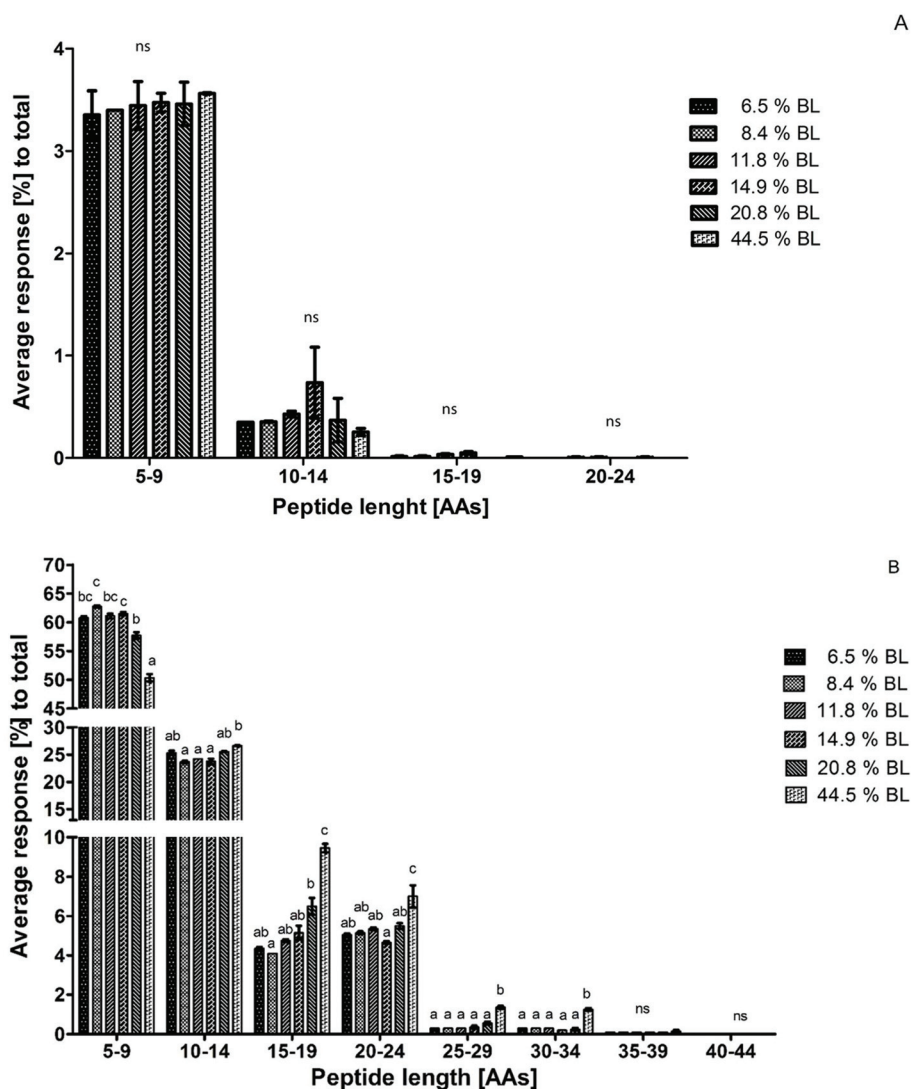 A
Average response [%] to total
4
3
2
1
0
ns
ns
ns
ns
5-9 10-14 15-19 20-24
Peptide lenght [AAs]
6.5 % BL
8.4 % BL
11.8 % BL
14.9 % BL
20.8 % BL
44.5 % BL
B
Average response [%] to total
70
65
60
55
50
45
30
25
20
15
10
8
6
4
2
0
bc c bc c b a
ab a a a ab b
ab a ab ab b c
ab ab ab a ab c
a a a a a b
a a a a a b
ns
ns
5-9 10-14 15-19 20-24 25-29 30-34 35-39 40-44
Peptide length [AAs]
6.5 % BL
8.4 % BL
11.8 % BL
14.9 % BL
20.8 % BL
44.5 % BL